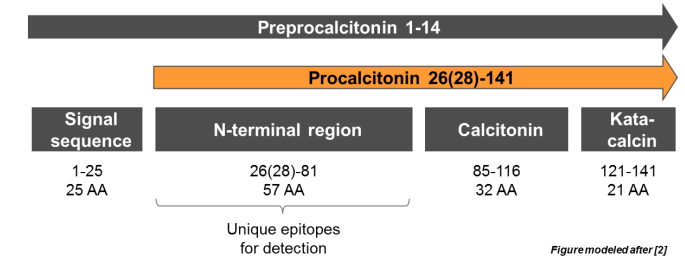 Preprocalcitonin 1-14
Procalcitonin 26(28)-141
Signal sequence
N-terminal region
Calcitonin
Kata-calcin
1-25
26(28)-81
85-116
121-141
25 AA
57 AA
32 AA
21 AA
Unique epitopes
for detection
Figure modeled after [2]